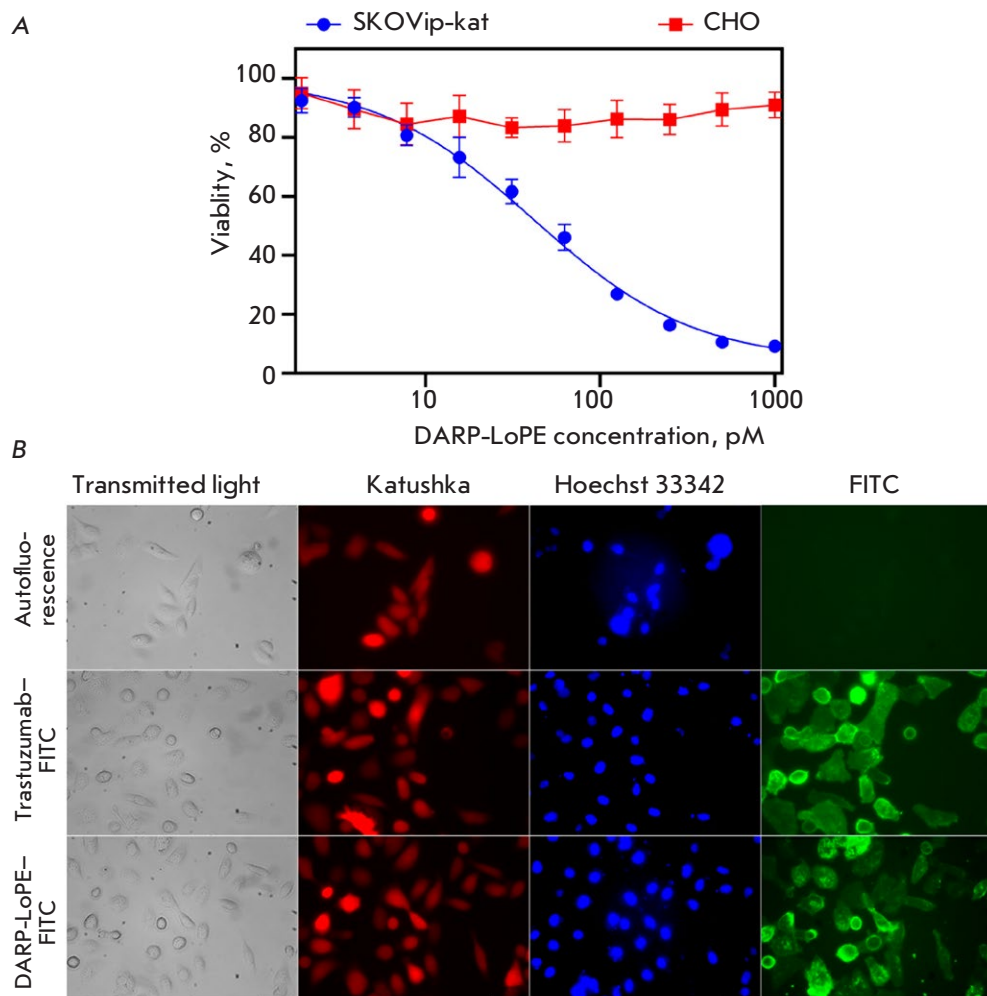 A
SKOVip-kat
CHO
100
80
60
40
20
0
Viablity, %
10
100
1000
DARP-LoPE concentration, pM
B
Transmitted light
Katushka
Hoechst 33342
FITC
Autofluo-
rescence
Trastuzumab–
FITC
DARP-LoPE–
FITC